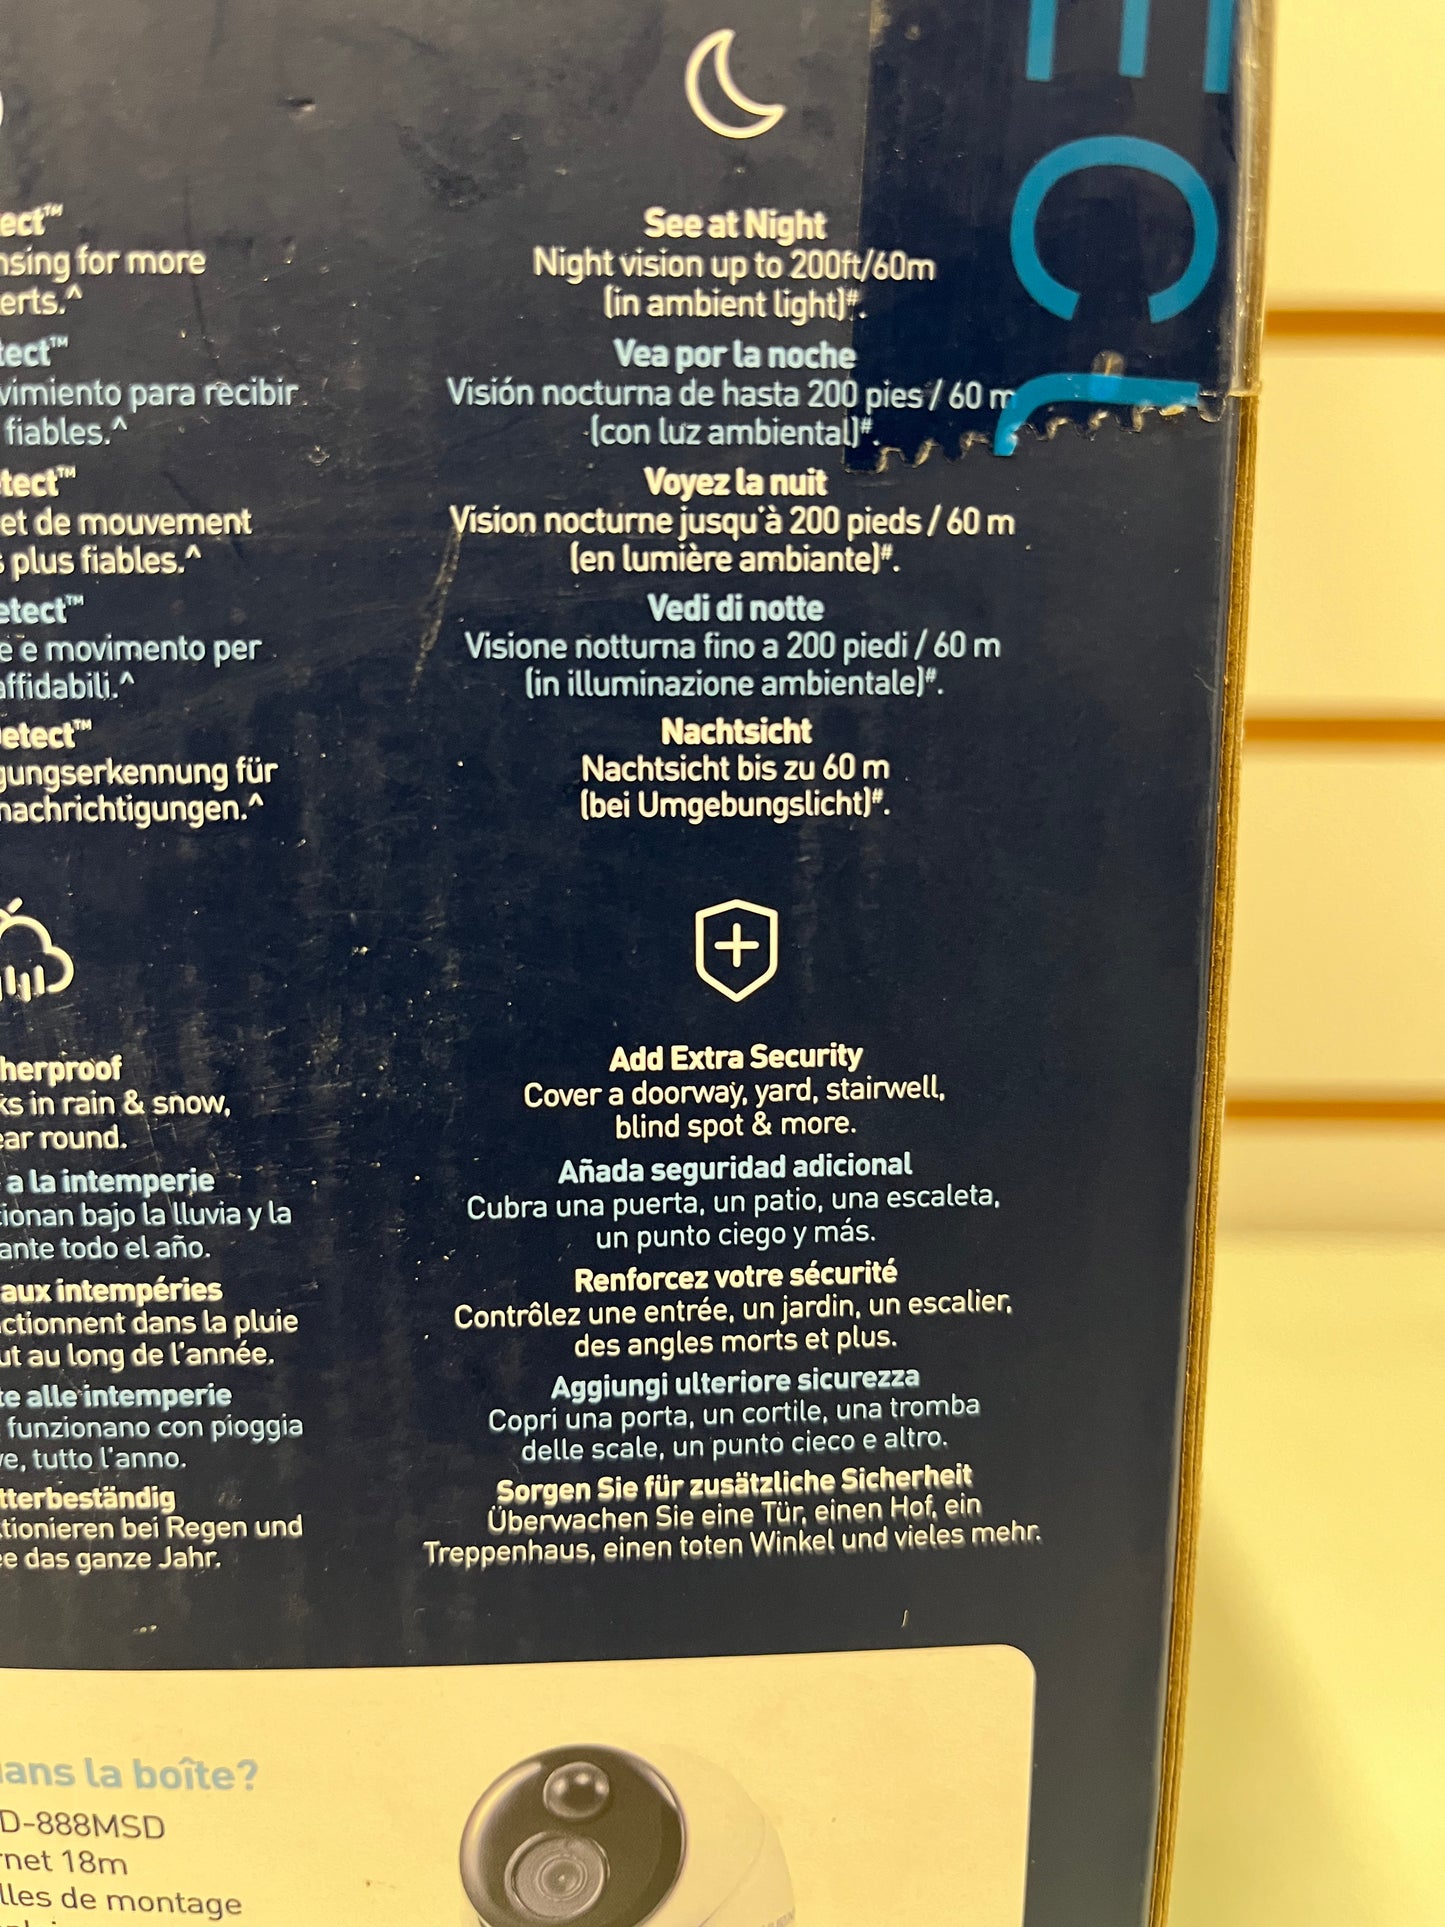 ECL
ect™
nsing for more
erts.^
tect™
vimiento para recibir
fiables.^
tect™
et de mouvement
s plus fiables.^
etect™
e e movimento per
affidabili.^
etect™
gungserkennung für
nachrichtigungen.^
See at Night
Night vision up to 200ft/60m
(in ambient light)#.
Vea por la noche
Visión nocturna de hasta 200 pies / 60 m
(con luz ambiental)#.
Voyez la nuit
Vision nocturne jusqu'à 200 pieds / 60 m
(en lumière ambiante)#.
Vedi di notte
Visione notturna fino a 200 piedi / 60 m
(in illuminazione ambientale)#.
Nachtsicht
Nachtsicht bis zu 60 m
(bei Umgebungslicht)#.
herproof
ks in rain & snow,
ear round.
a la intemperie
ionan bajo la lluvia y la
ante todo el año.
aux intempéries
ctionnent dans la pluie
ut au long de l'année.
te alle intemperie
funzionano con pioggia
ve, tutto l'anno.
tterbeständig
tionieren bei Regen und
ee das ganze Jahr.
Add Extra Security
Cover a doorway, yard, stairwell,
blind spot & more.
Añada seguridad adicional
Cubra una puerta, un patio, una escaleta,
un punto ciego y más.
Renforcez votre sécurité
Contrôlez une entrée, un jardin, un escalier,
des angles morts et plus.
Aggiungi ulteriore sicurezza
Copri una porta, un cortile, una tromba
delle scale, un punto cieco e altro.
Sorgen Sie für zusätzliche Sicherheit
Überwachen Sie eine Tür, einen Hof, ein
Treppenhaus, einen toten Winkel und vieles mehr.
dans la boîte?
D-888MSD
rnet 18m
lles de montage